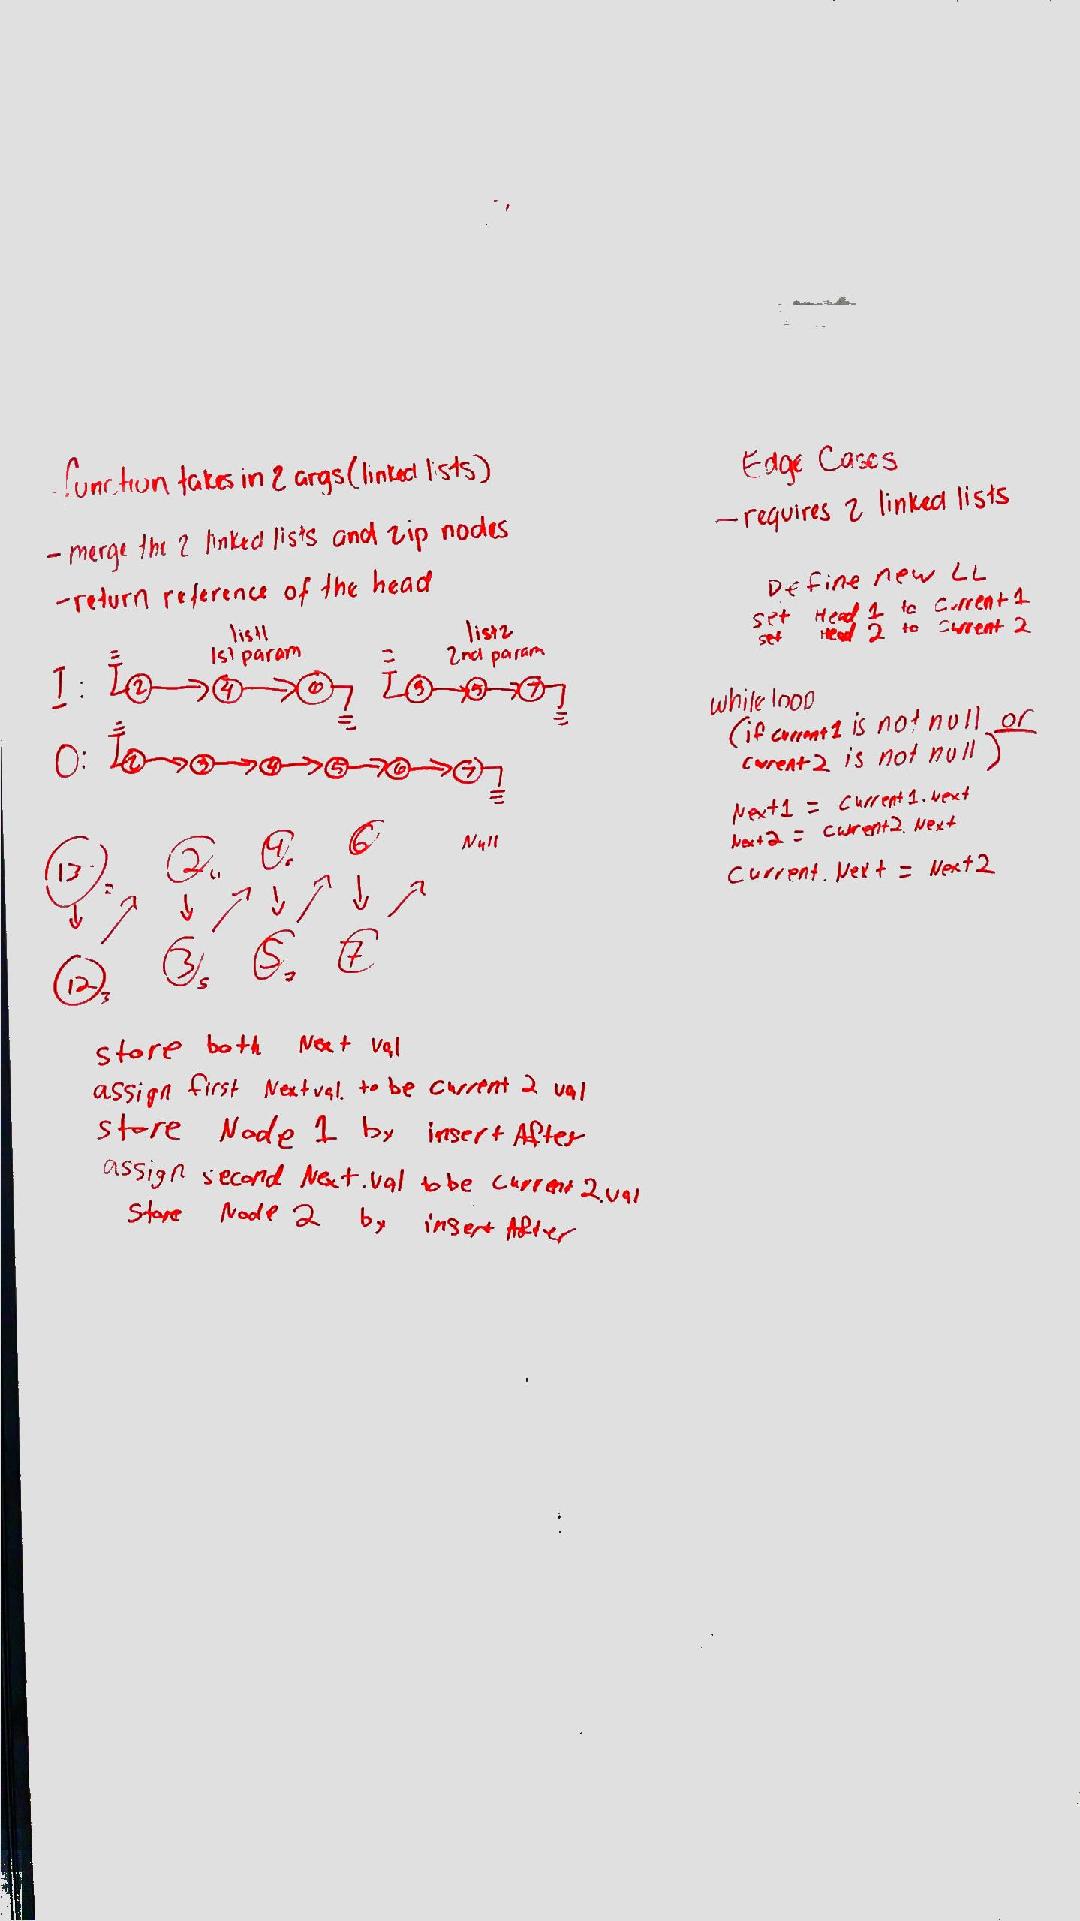 function takes in 2 args (linked lists)
- merge the 2 linked lists and zip nodes
- return reference of the head
list1
1st param
list2
2nd param
I: 2 4 6 3 5 7
O: 2 3 4 5 6 7
13 2 4 6 Null
12 3 5 7
store both Next val
assign first Next val. to be current 2 val
store Node 1 by insert After
assign second Next.val to be current 2.val
store Node 2 by insert After
Edge Cases
- requires 2 linked lists
Define new LL
set Head 1 to current 1
set Head 2 to current 2
while loop
(if current 1 is not null or
current 2 is not null)
Next1 = Current1.Next
Next2 = Current2.Next
Current.Next = Next2